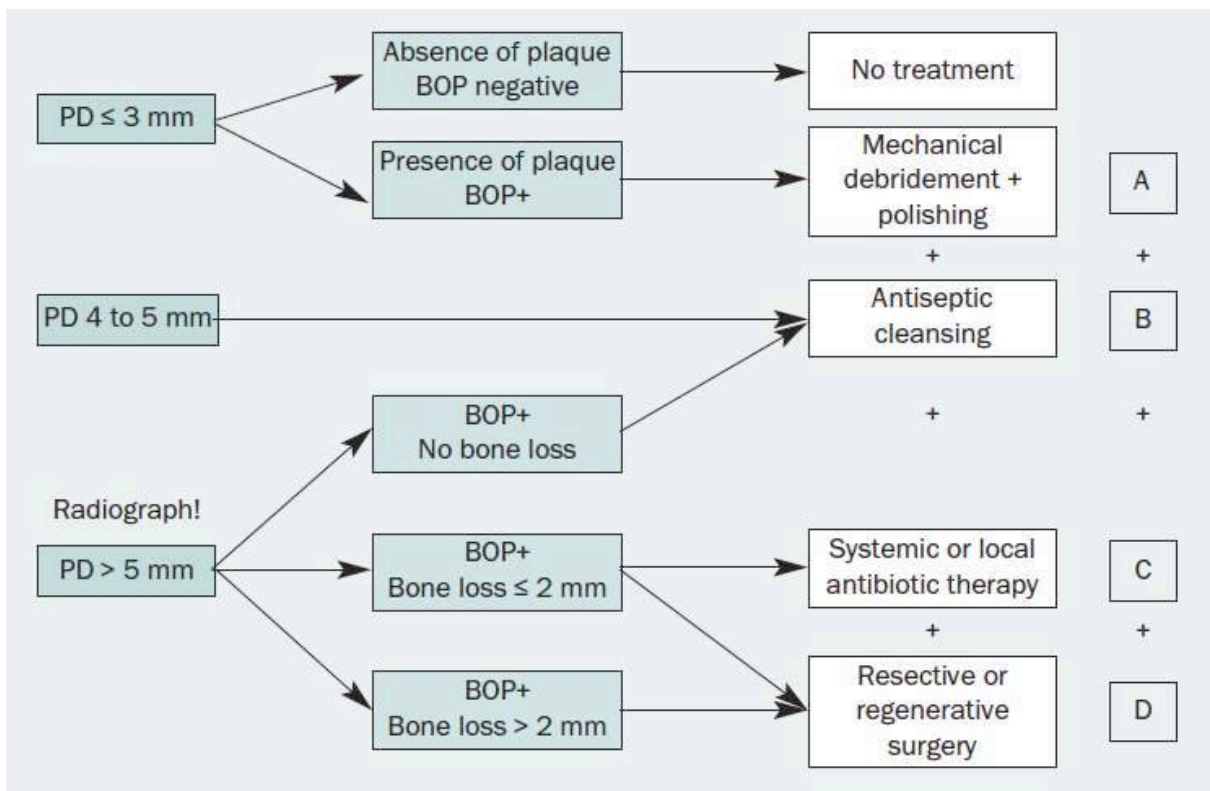 Absence of plaque
BOP negative
No treatment
PD ≤ 3 mm
Presence of plaque
BOP+
Mechanical
debridement +
polishing
A
+
+
PD 4 to 5 mm
Antiseptic
cleansing
B
BOP+
No bone loss
+
+
Radiograph!
PD > 5 mm
BOP+
Bone loss ≤ 2 mm
Systemic or local
antibiotic therapy
C
+
+
BOP+
Bone loss > 2 mm
Resective or
regenerative
surgery
D